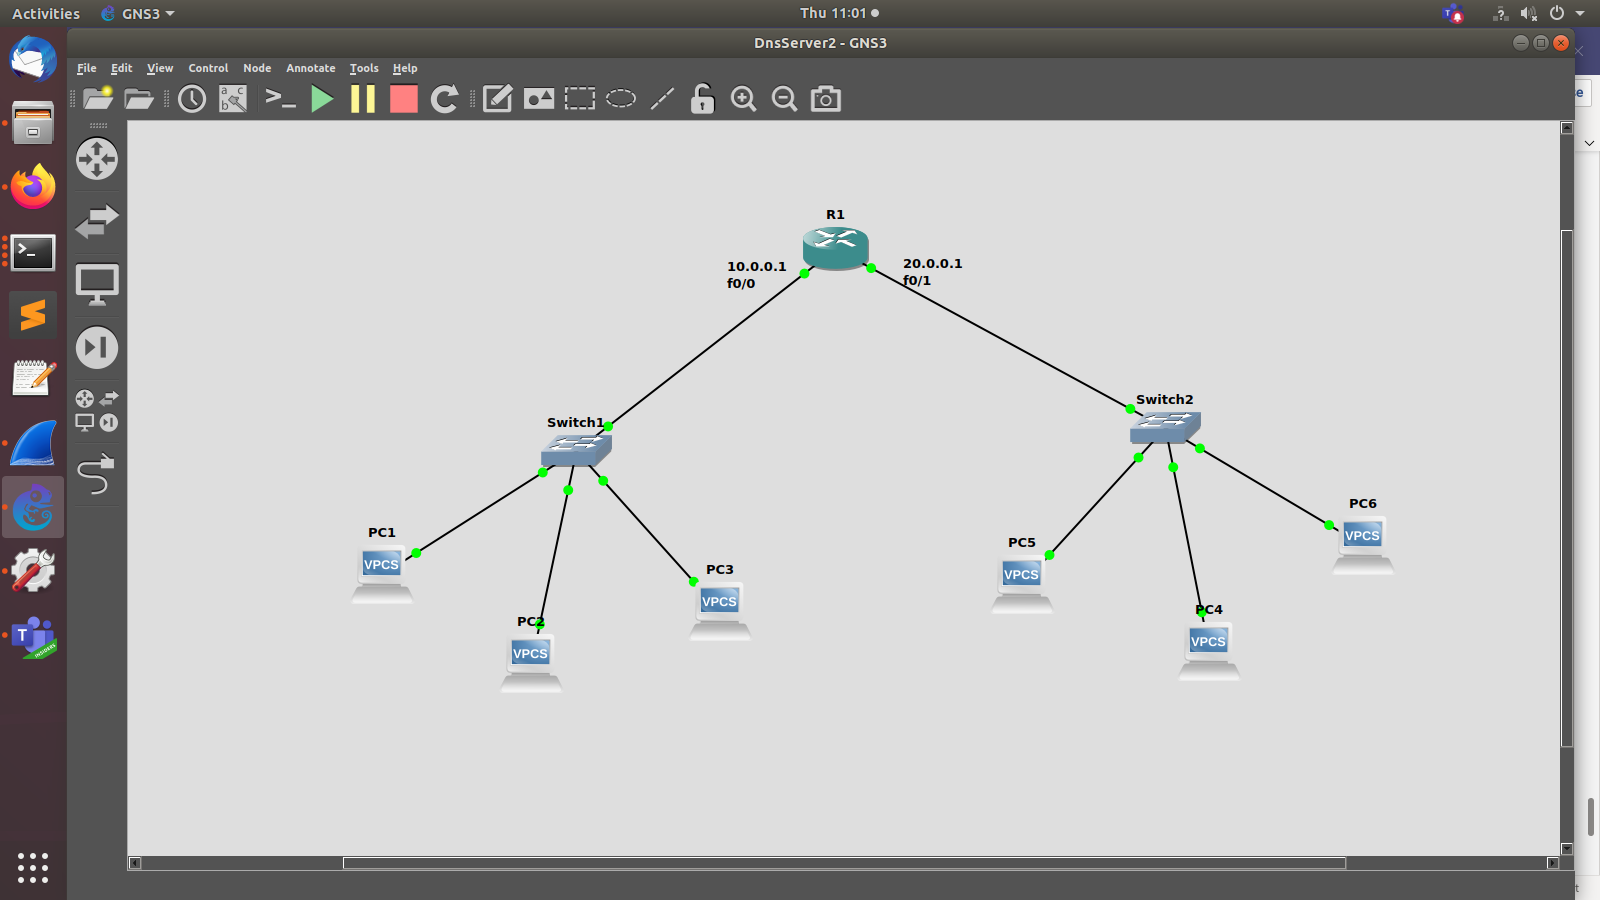 Activities GNS3 Thu 11:01
DnsServer2 - GNS3
File Edit View Control Node Annotate Tools Help
a c
b
R1
10.0.0.1
f0/0
20.0.0.1
f0/1
Switch1
Switch2
PC1
VPCS
PC2
VPCS
PC3
VPCS
PC5
VPCS
PC4
VPCS
PC6
VPCS
T
INSIDERS